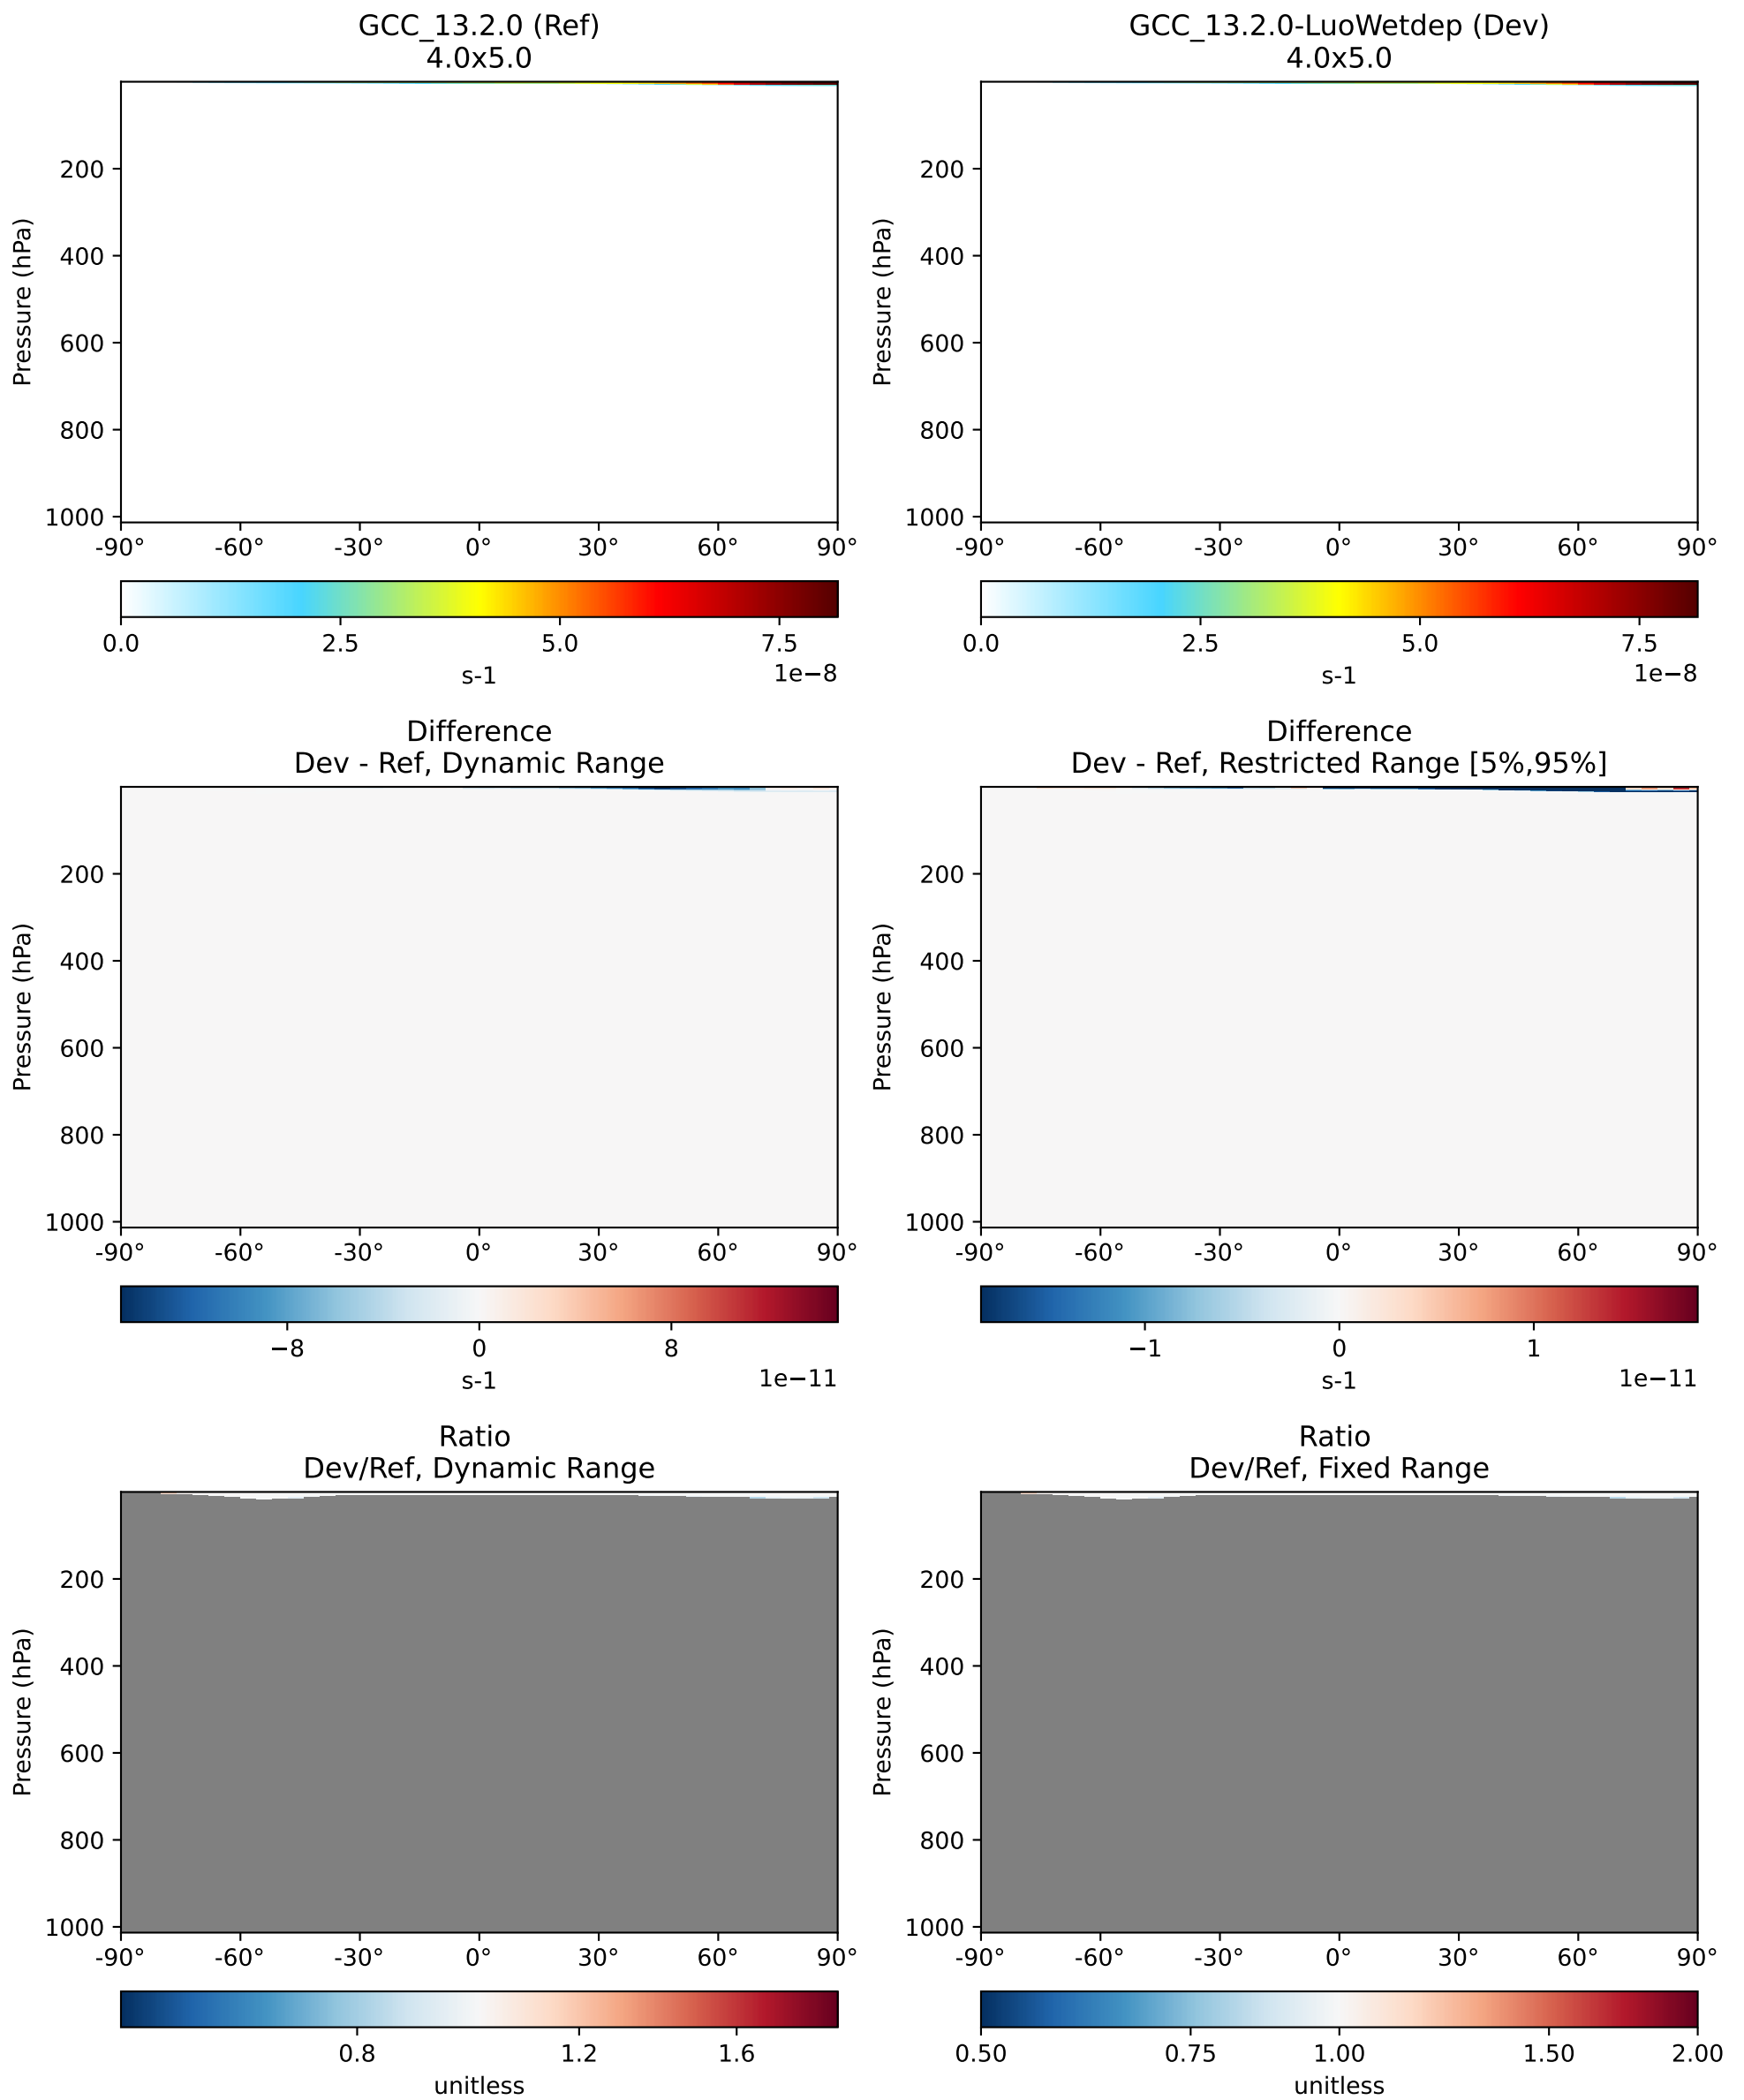 GCC_13.2.0 (Ref)
4.0x5.0
Pressure (hPa)
200
400
600
800
1000
-90° -60° -30° 0° 30° 60° 90°
0.0 2.5 5.0 7.5
s-1
1e−8
GCC_13.2.0-LuoWetdep (Dev)
4.0x5.0
Pressure (hPa)
200
400
600
800
1000
-90° -60° -30° 0° 30° 60° 90°
0.0 2.5 5.0 7.5
s-1
1e−8
Difference
Dev - Ref, Dynamic Range
Pressure (hPa)
200
400
600
800
1000
-90° -60° -30° 0° 30° 60° 90°
−8 0 8
s-1
1e−11
Difference
Dev - Ref, Restricted Range [5%,95%]
Pressure (hPa)
200
400
600
800
1000
-90° -60° -30° 0° 30° 60° 90°
−1 0 1
s-1
1e−11
Ratio
Dev/Ref, Dynamic Range
Pressure (hPa)
200
400
600
800
1000
-90° -60° -30° 0° 30° 60° 90°
0.8 1.2 1.6
unitless
Ratio
Dev/Ref, Fixed Range
Pressure (hPa)
200
400
600
800
1000
-90° -60° -30° 0° 30° 60° 90°
0.50 0.75 1.00 1.50 2.00
unitless